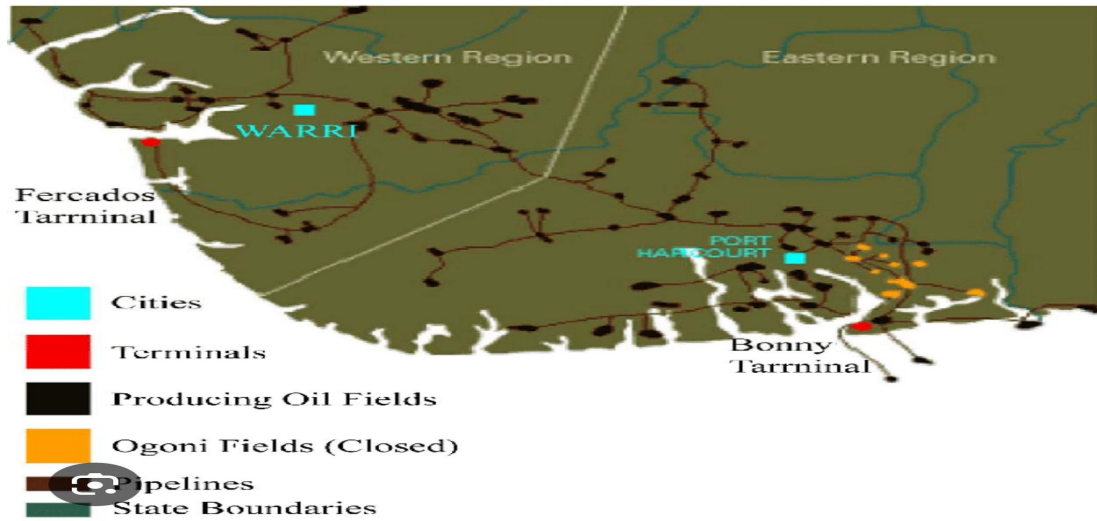 Western Region
Eastern Region
WARRI
Fercados
Tarrninal
PORT
HARCOURT
Bonny
Tarrninal
Cities
Terminals
Producing Oil Fields
Ogoni Fields (Closed)
Pipelines
State Boundaries